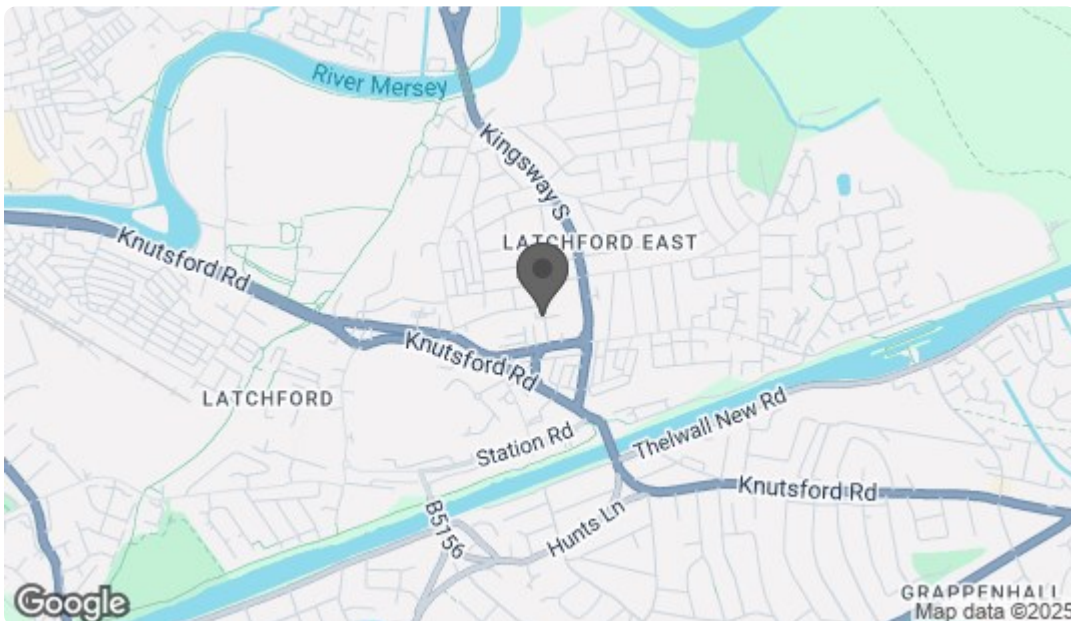 River Mersey
Kingsway S
LATCHFORD EAST
Knutsford Rd
Knutsford Rd
LATCHFORD
Station Rd
Thelwall New Rd
Knutsford Rd
B5156
Hunts Ln
GRAPPENHALL
Google
Map data ©2025